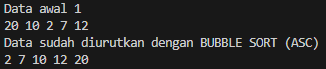 Data awal 1
20 10 2 7 12
Data sudah diurutkan dengan BUBBLE SORT (ASC)
2 7 10 12 20